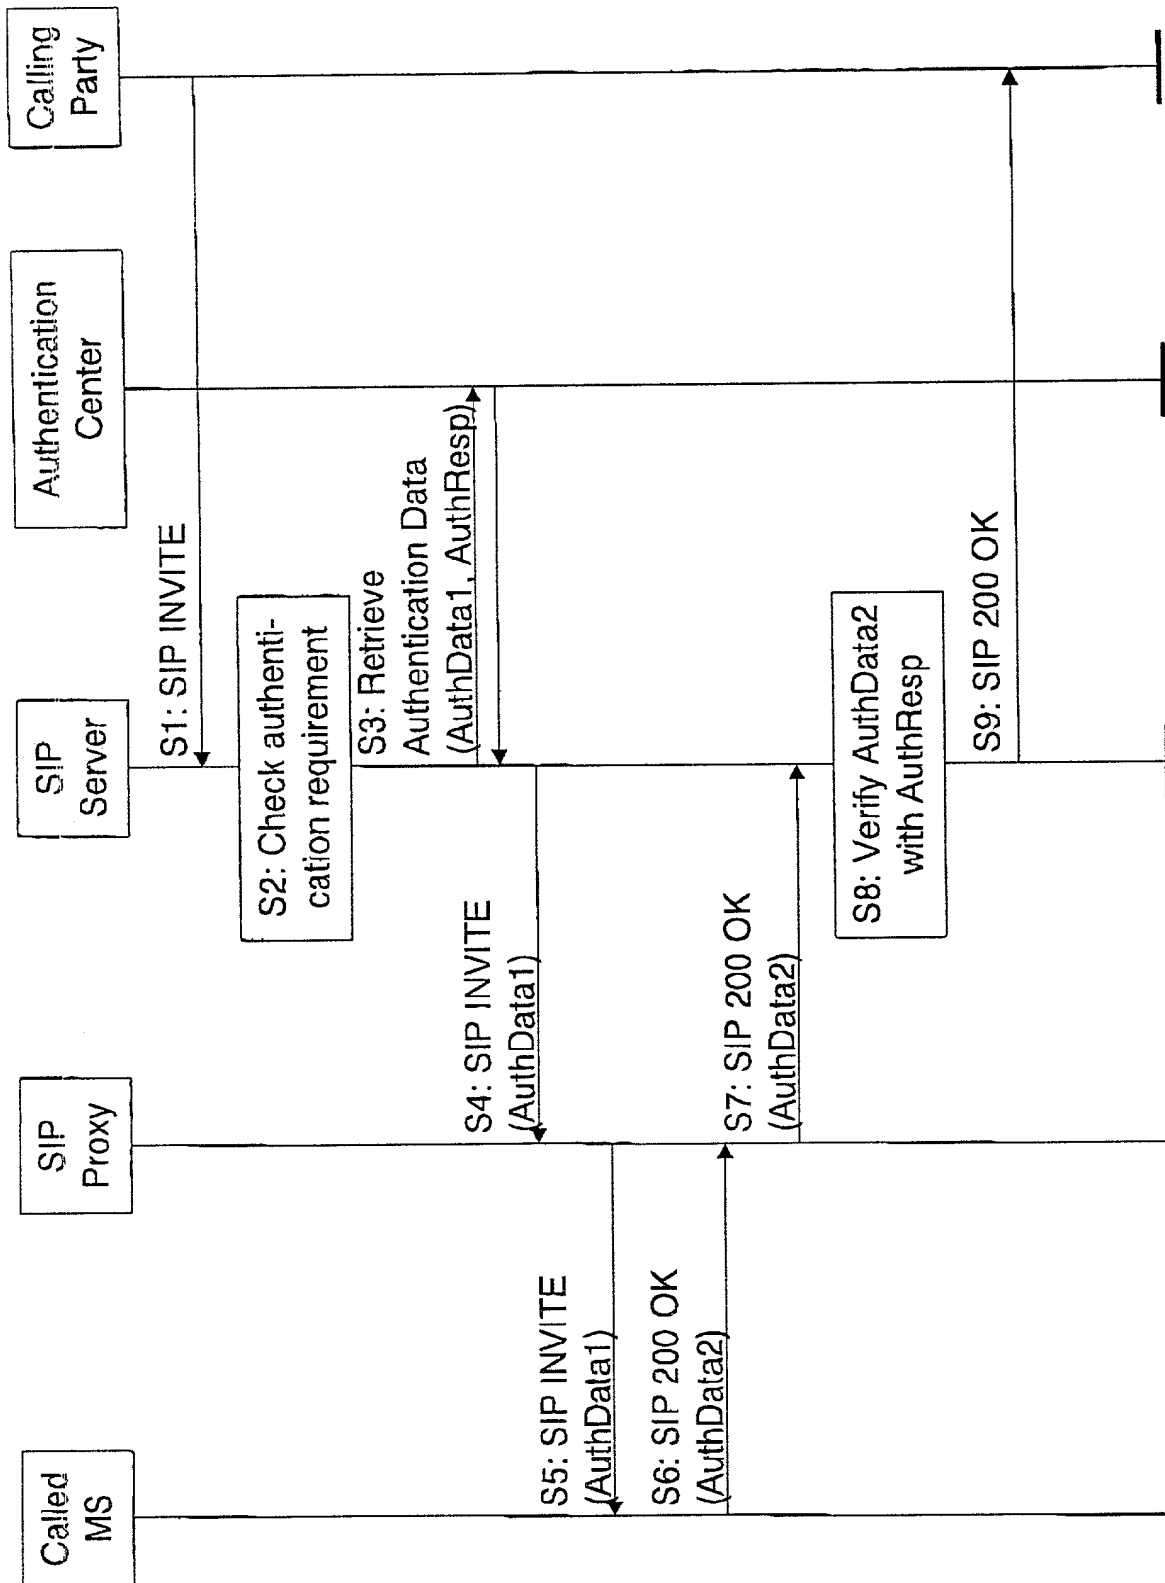 Called
MS
SIP
Proxy
SIP
Server
Authentication
Center
Calling
Party
S1: SIP INVITE
S2: Check authenti-
cation requirement
S3: Retrieve
Authentication Data
(AuthData1, AuthResp)
S4: SIP INVITE
(AuthData1)
S5: SIP INVITE
(AuthData1)
S6: SIP 200 OK
(AuthData2)
S7: SIP 200 OK
(AuthData2)
S8: Verify AuthData2
with AuthResp
S9: SIP 200 OK